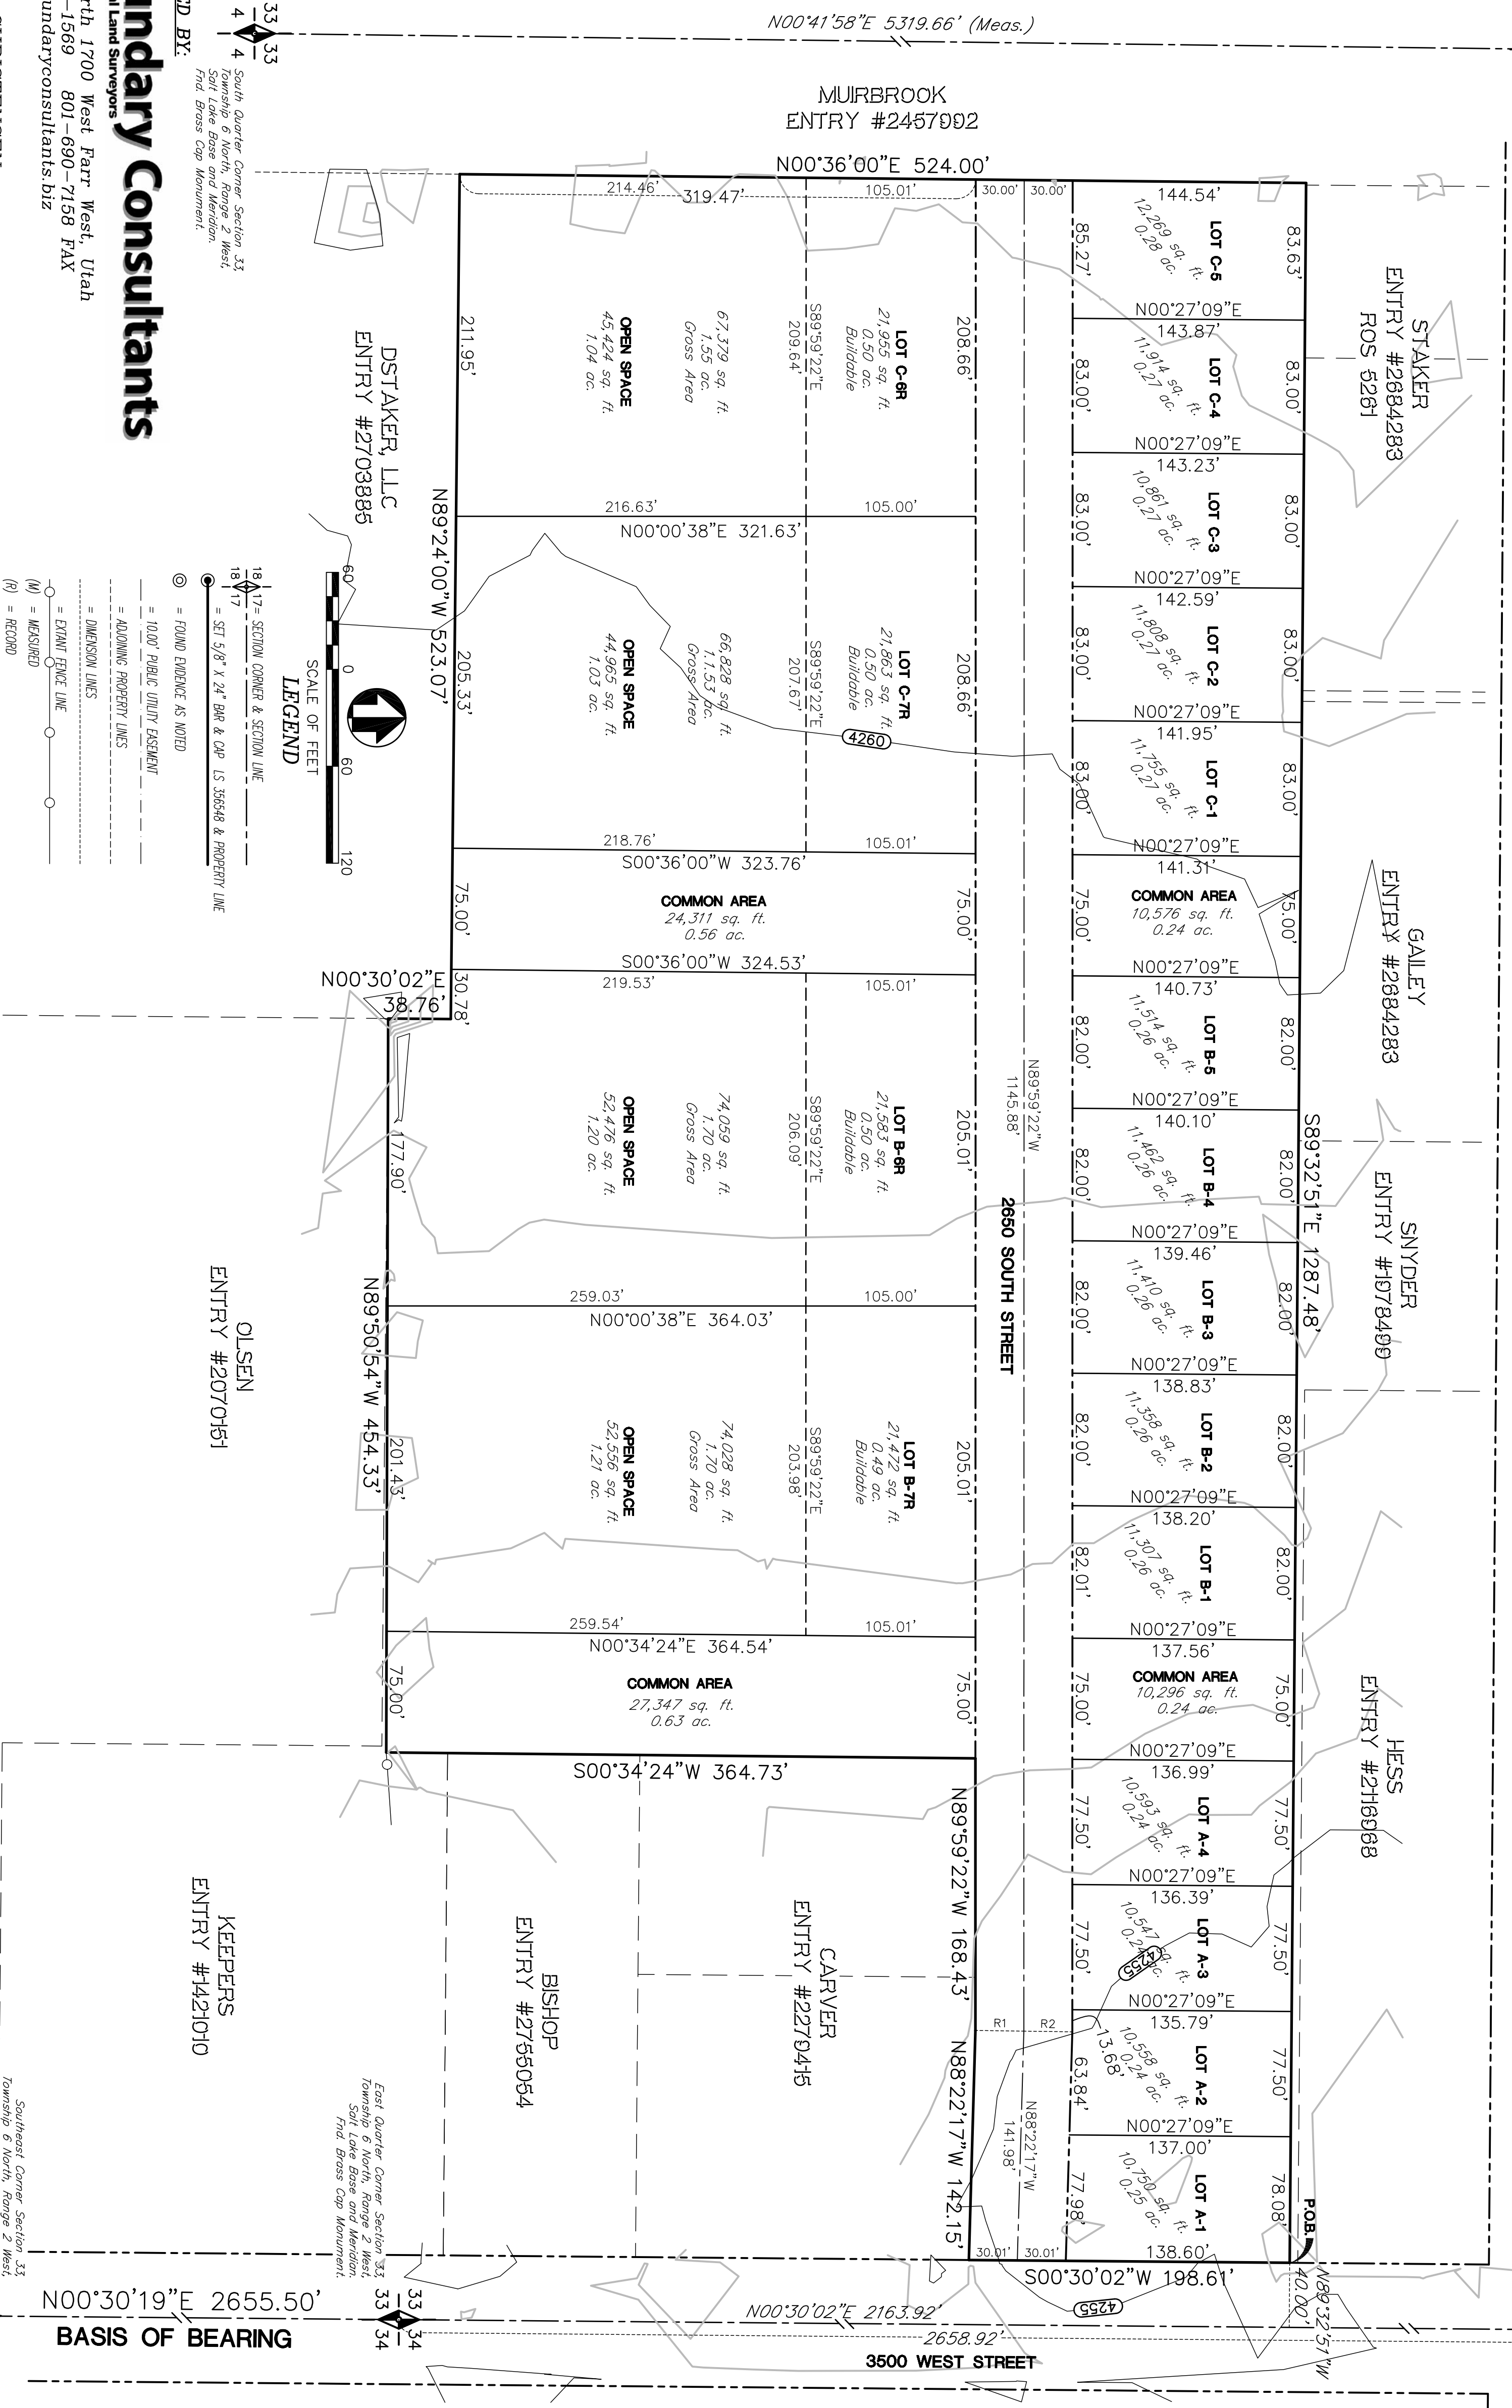 N00°41'58"E 5319.66' (Meas.)
33
33
4
4
South Quarter Corner Section 33,
Township 6 North, Range 2 West,
Salt Lake Base and Meridian.
Fnd. Brass Cap Monument.
BY:
undary Consultants
al Land Surveyors
rth 1700 West Farr West, Utah
-1569 801-690-7158 FAX
undaryconsultants.biz
MUIRBROOK
ENTRY #2457002
N00°36'00"E 524.00'
214.46'
319.47'
105.01'
30.00'
30.00'
144.54'
STAKER
ENTRY #2684283
ROS 5261
GAILEY
ENTRY #2684283
SNYDER
ENTRY #1978499
HESS
ENTRY #2116068
S89°32'51"E 1287.48'
83.63'
LOT C-5
12,269 sq. ft.
0.28 ac.
85.27'
N00°27'09"E
143.87'
83.00'
LOT C-4
11,914 sq. ft.
0.27 ac.
83.00'
N00°27'09"E
143.23'
83.00'
LOT C-3
10,861 sq. ft.
0.27 ac.
83.00'
N00°27'09"E
142.59'
83.00'
LOT C-2
11,808 sq. ft.
0.27 ac.
83.00'
N00°27'09"E
141.95'
83.00'
LOT C-1
11,755 sq. ft.
0.27 ac.
83.00'
N00°27'09"E
141.31'
75.00'
COMMON AREA
10,576 sq. ft.
0.24 ac.
75.00'
N00°27'09"E
140.73'
82.00'
LOT B-5
11,514 sq. ft.
0.26 ac.
82.00'
N00°27'09"E
140.10'
82.00'
LOT B-4
11,462 sq. ft.
0.26 ac.
82.00'
N00°27'09"E
139.46'
82.00'
LOT B-3
11,410 sq. ft.
0.26 ac.
82.00'
N00°27'09"E
138.83'
82.00'
LOT B-2
11,358 sq. ft.
0.26 ac.
82.00'
N00°27'09"E
138.20'
82.00'
LOT B-1
11,307 sq. ft.
0.26 ac.
82.01'
N00°27'09"E
137.56'
75.00'
COMMON AREA
10,296 sq. ft.
0.24 ac.
75.00'
N00°27'09"E
136.99'
77.50'
LOT A-4
10,593 sq. ft.
0.24 ac.
77.50'
N00°27'09"E
136.39'
77.50'
LOT A-3
10,547 sq. ft.
0.24 ac.
4255
77.50'
N00°27'09"E
135.79'
77.50'
LOT A-2
10,558 sq. ft.
0.24 ac.
13.68'
63.84'
N00°27'09"E
137.00'
78.08'
LOT A-1
10,750 sq. ft.
0.25 ac.
77.98'
138.60'
P.O.B.
N89°32'51"W
40.00'
N89°59'22"W
1145.88'
2650 SOUTH STREET
R1
R2
N88°22'17"W
141.98'
30.01'
30.01'
S00°30'02"W 198.61'
4255
208.66'
LOT C-6R
21,955 sq. ft.
0.50 ac.
Buildable
S89°59'22"E
209.64'
67,379 sq. ft.
1.55 ac.
Gross Area
OPEN SPACE
45,424 sq. ft.
1.04 ac.
211.95'
216.63'
105.00'
N00°00'38"E 321.63'
208.66'
LOT C-7R
21,863 sq. ft.
0.50 ac.
Buildable
4260
S89°59'22"E
207.67'
66,828 sq. ft.
1.1.53 ac.
Gross Area
OPEN SPACE
44,965 sq. ft.
1.03 ac.
205.33'
218.76'
105.01'
S00°36'00"W 323.76'
75.00'
COMMON AREA
24,311 sq. ft.
0.56 ac.
75.00'
S00°36'00"W 324.53'
219.53'
105.01'
30.78'
N00°30'02"E
38.76'
205.01'
LOT B-6R
21,583 sq. ft.
0.50 ac.
Buildable
S89°59'22"E
206.09'
74,059 sq. ft.
1.70 ac.
Gross Area
OPEN SPACE
52,476 sq. ft.
1.20 ac.
177.90'
259.03'
105.00'
N00°00'38"E 364.03'
205.01'
LOT B-7R
21,472 sq. ft.
0.49 ac.
Buildable
S89°59'22"E
203.98'
74,028 sq. ft.
1.70 ac.
Gross Area
OPEN SPACE
52,556 sq. ft.
1.21 ac.
201.43'
259.54'
105.01'
N00°34'24"E 364.54'
75.00'
COMMON AREA
27,347 sq. ft.
0.63 ac.
75.00'
S00°34'24"W 364.73'
N89°59'22"W 168.43'
N88°22'17"W 142.15'
N89°24'00"W 523.07'
N89°50'54"W 454.33'
DSTAKER, LLC
ENTRY #2703885
OLSEN
ENTRY #2070151
KEEPERS
ENTRY #1421010
BISHOP
ENTRY #2755054
CARVER
ENTRY #2270415
60
0
60
120
SCALE OF FEET
LEGEND
18
17
18
17
= SECTION CORNER & SECTION LINE
= SET 5/8" X 24" BAR & CAP LS 356548 & PROPERTY LINE
= FOUND EVIDENCE AS NOTED
= 10.00' PUBLIC UTILITY EASEMENT
= ADJOINING PROPERTY LINES
= DIMENSION LINES
= EXTANT FENCE LINE
(M) = MEASURED
(R) = RECORD
East Quarter Corner Section 33,
Township 6 North, Range 2 West,
Salt Lake Base and Meridian.
Fnd. Brass Cap Monument.
Southeast Corner Section 33,
Township 6 North, Range 2 West,
33
34
33
34
N00°30'19"E 2655.50'
BASIS OF BEARING
N00°30'02"E 2163.92'
2658.92'
3500 WEST STREET